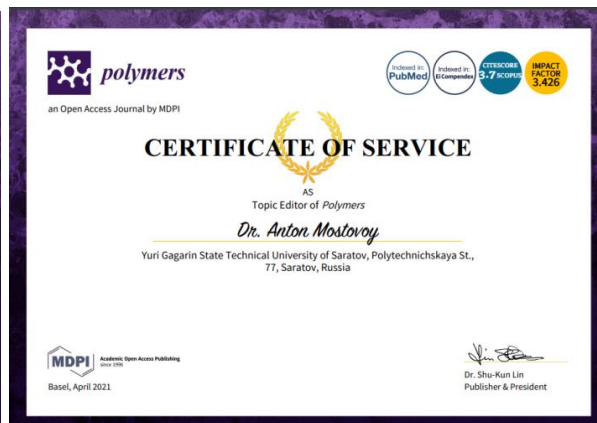 polymers
an Open Access Journal by MDPI
Indexed in:
PubMed
Indexed in:
Ei Compendex
CITESCORE
3.7 SCOPUS
IMPACT
FACTOR
3.426
CERTIFICATE OF SERVICE
AS
Topic Editor of Polymers
Dr. Anton Mostovoy
Yuri Gagarin State Technical University of Saratov, Polytechnichskaya St.,
77, Saratov, Russia
MDPI
Academic Open Access Publishing
since 1996
Basel, April 2021
Dr. Shu-Kun Lin
Publisher & President